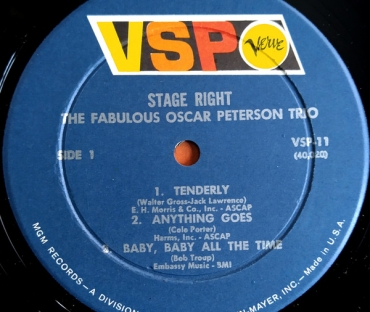 VSP Verve
STAGE RIGHT
THE FABULOUS OSCAR PETERSON TRIO
SIDE 1
VSP-11
(40,020)
1. TENDERLY
(Walter Gross-Jack Lawrence)
E. H. Morris & Co., Inc. - ASCAP
2. ANYTHING GOES
(Cole Porter)
Harms, Inc. - ASCAP
3. BABY, BABY ALL THE TIME
(Bob Troup)
Embassy Music - BMI
MGM RECORDS—A DIVISION
-MAYER, INC.—Made in U.S.A.